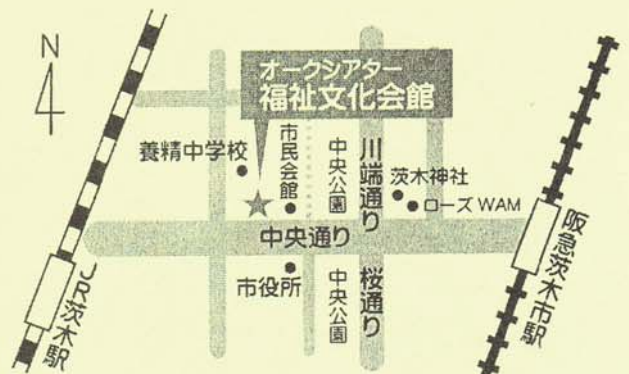 N
オークシアター
福祉文化会館
養精中学校
市民会館
中央公園
川端通り
茨木神社
ローズ WAM
中央通り
市役所
中央公園
桜通り
JR茨木駅
阪急茨木市駅